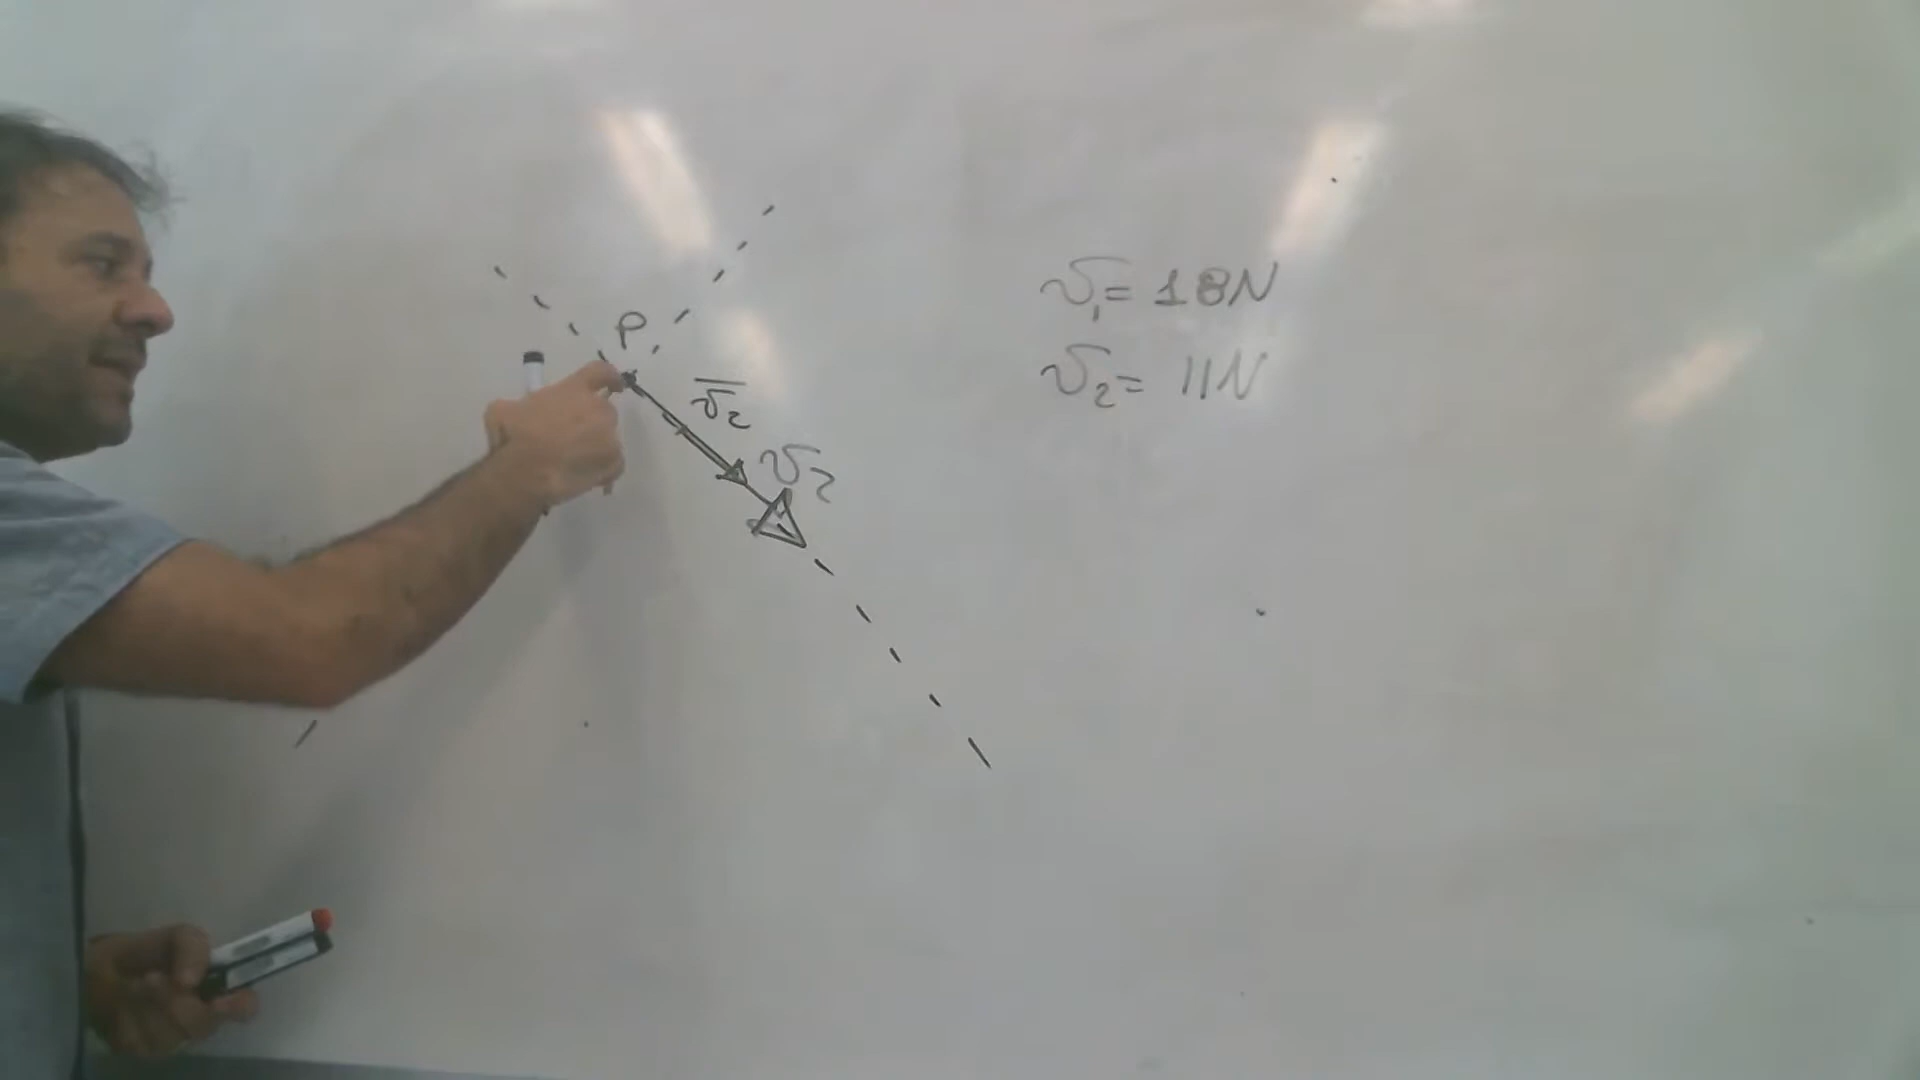 P
v̅₂
v₂
v₁= 18N
v₂= 11N